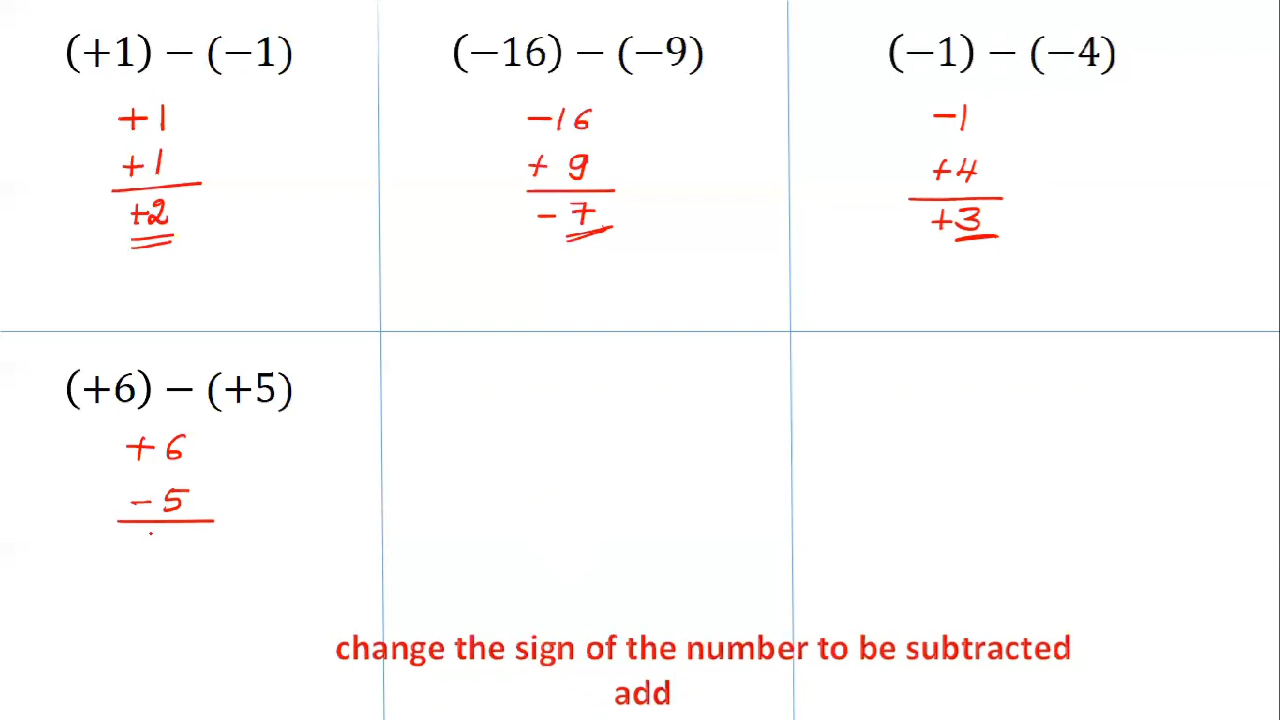 (+1) − (−1)
+1
+1
+2
(−16) − (−9)
−16
+ 9
− 7
(−1) − (−4)
−1
+4
+3
(+6) − (+5)
+ 6
− 5
change the sign of the number to be subtracted
add